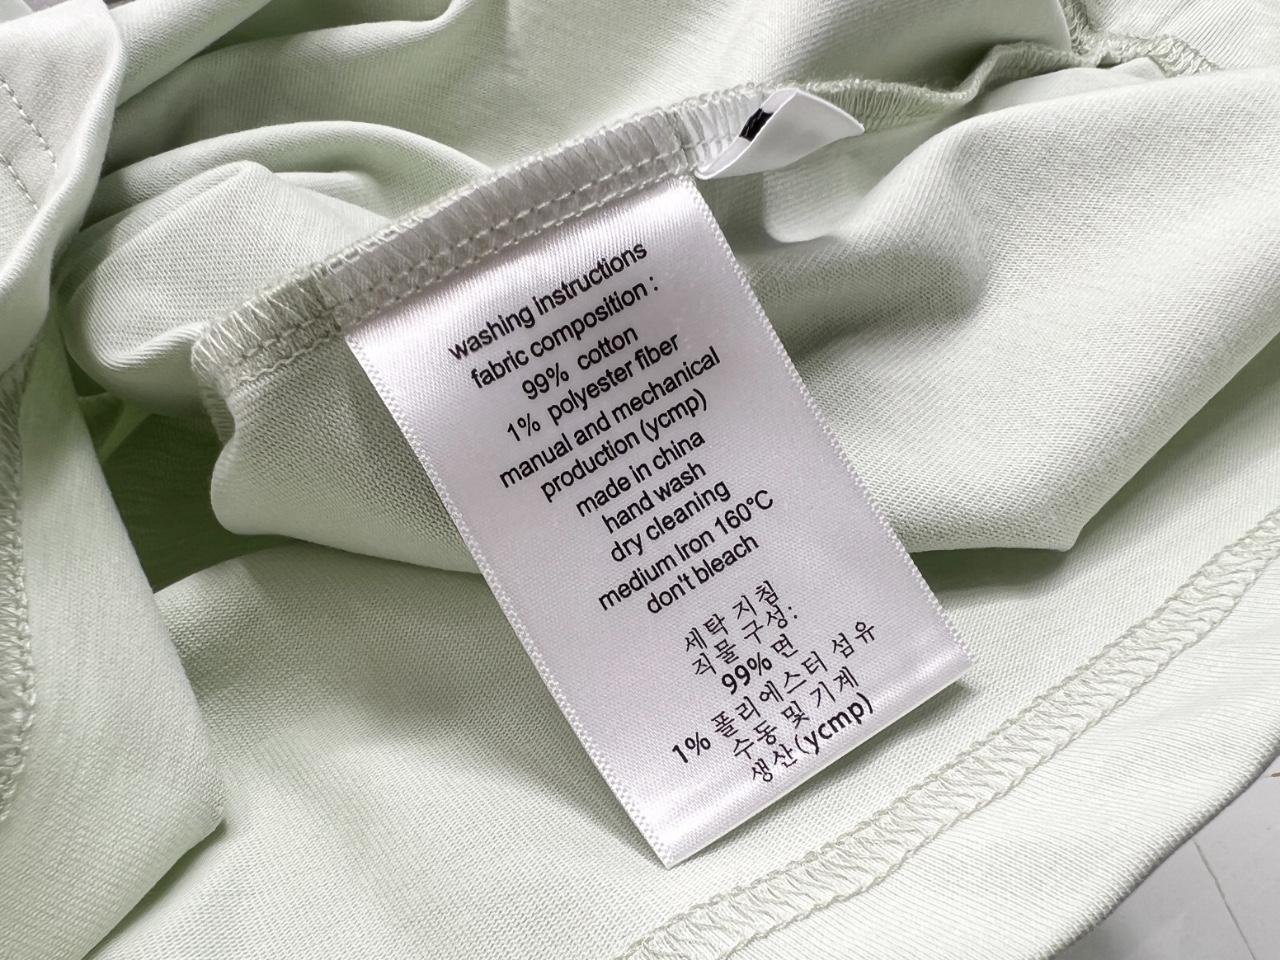 washing instructions
fabric composition :
99% cotton
1% polyester fiber
manual and mechanical
production (ycmp)
made in china
hand wash
dry cleaning
medium Iron 160°C
don't bleach
세탁 지침
직물 구성:
99% 면
1% 폴리에스터 섬유
수동 및 기계
생산(ycmp)